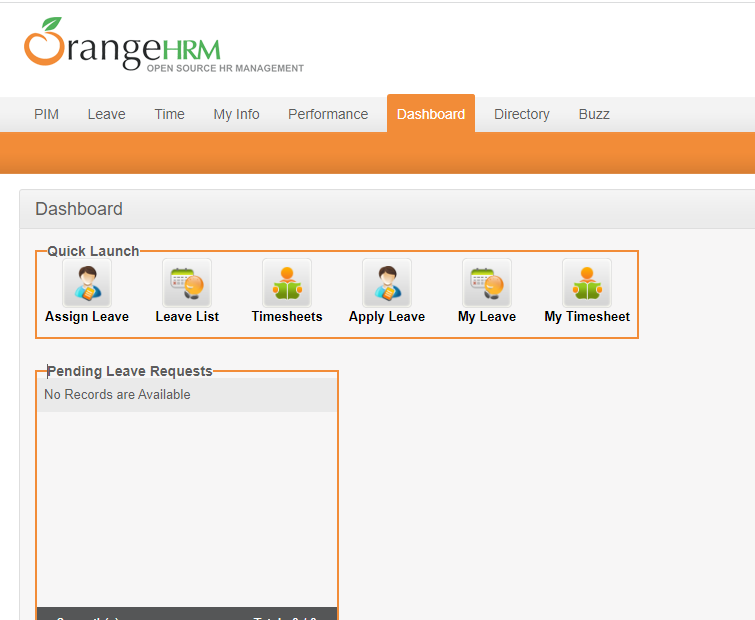 OrangeHRM
OPEN SOURCE HR MANAGEMENT
PIM Leave Time My Info Performance Dashboard Directory Buzz
Dashboard
Quick Launch
Assign Leave Leave List Timesheets Apply Leave My Leave My Timesheet
Pending Leave Requests
No Records are Available